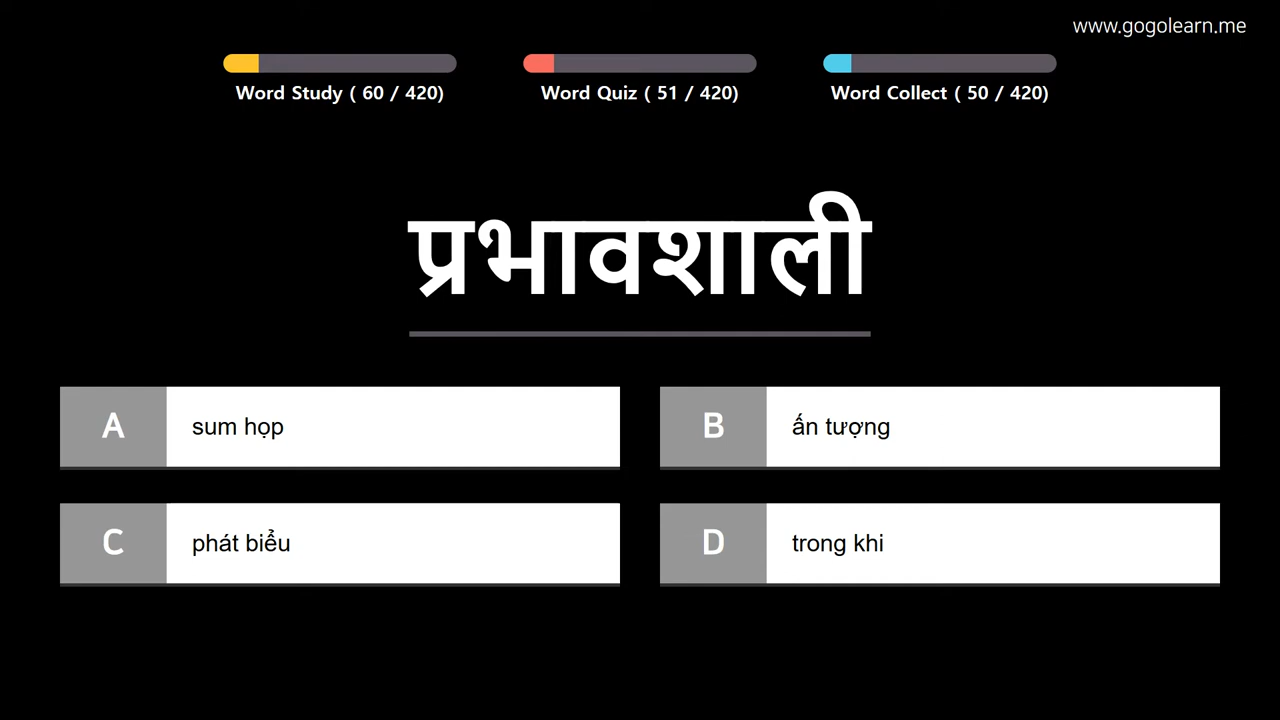 www.gogolearn.me
Word Study ( 60 / 420)
Word Quiz ( 51 / 420)
Word Collect ( 50 / 420)
प्रभावशाली
A sum họp
B ấn tượng
C phát biểu
D trong khi